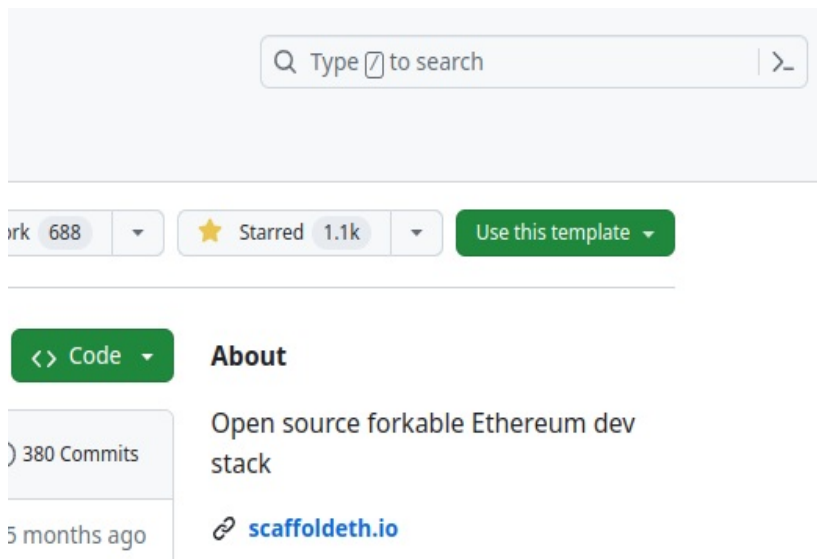 Type / to search
688
Starred 1.1k
Use this template
Code
About
Open source forkable Ethereum dev
stack
380 Commits
5 months ago
scaffoldeth.io